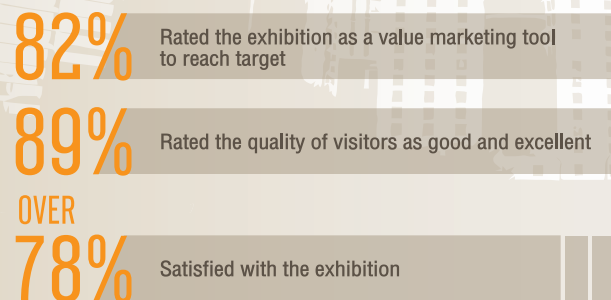 82% Rated the exhibition as a value marketing tool
to reach target
89% Rated the quality of visitors as good and excellent
OVER
78% Satisfied with the exhibition